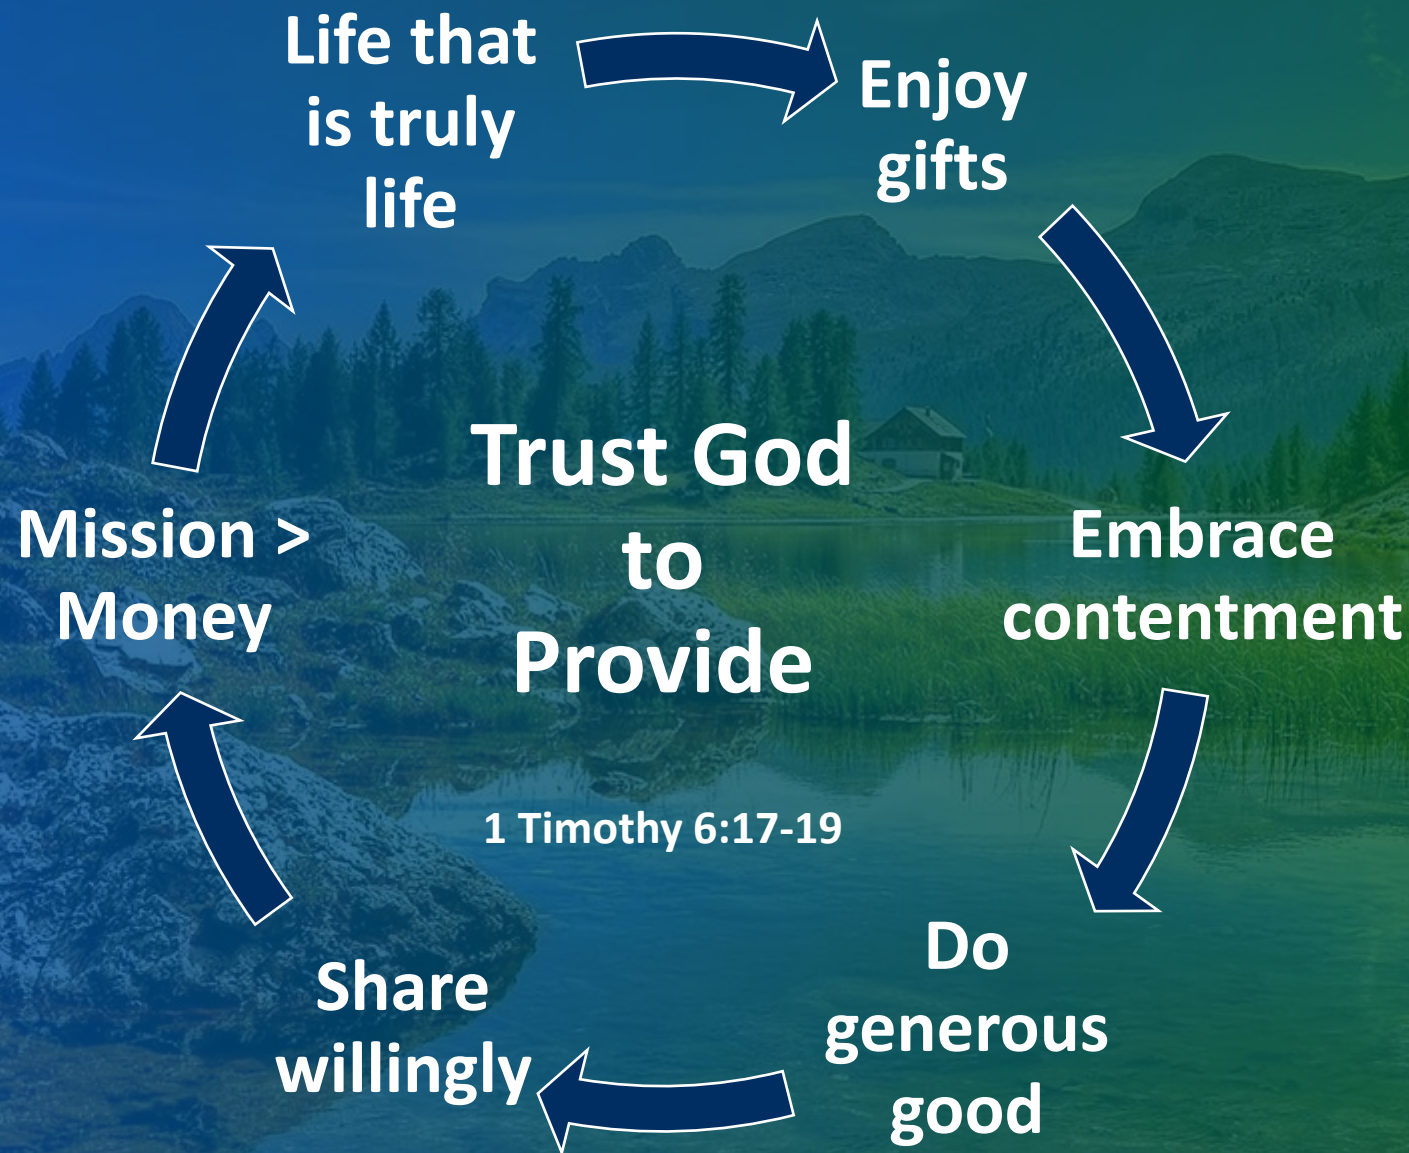 Life that
is truly
life
Enjoy
gifts
Embrace
contentment
Do
generous
good
Share
willingly
Mission >
Money
Trust God
to
Provide
1 Timothy 6:17-19